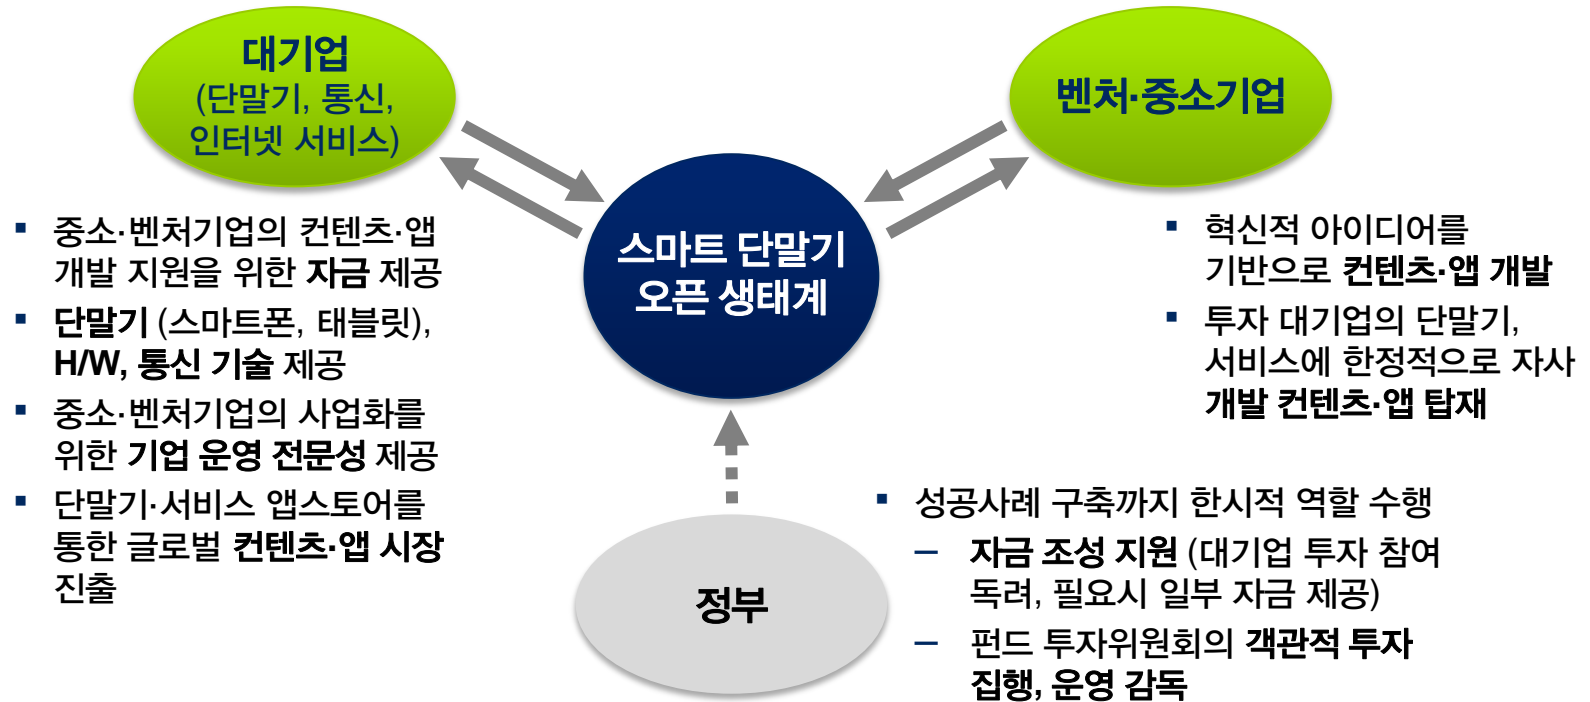 대기업
(단말기, 통신,
인터넷 서비스)
벤처·중소기업
스마트 단말기
오픈 생태계
▪ 중소·벤처기업의 컨텐츠·앱
개발 지원을 위한 자금 제공
▪ 단말기 (스마트폰, 태블릿),
H/W, 통신 기술 제공
▪ 중소·벤처기업의 사업화를
위한 기업 운영 전문성 제공
▪ 단말기·서비스 앱스토어를
통한 글로벌 컨텐츠·앱 시장
진출
▪ 혁신적 아이디어를
기반으로 컨텐츠·앱 개발
▪ 투자 대기업의 단말기,
서비스에 한정적으로 자사
개발 컨텐츠·앱 탑재
정부
▪ 성공사례 구축까지 한시적 역할 수행
– 자금 조성 지원 (대기업 투자 참여
독려, 필요시 일부 자금 제공)
– 펀드 투자위원회의 객관적 투자
집행, 운영 감독